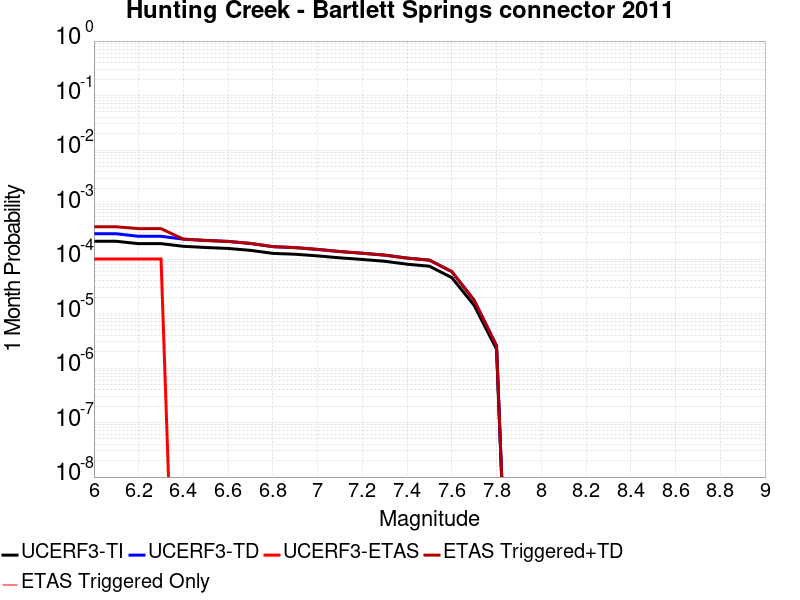 Hunting Creek - Bartlett Springs connector 2011
1 Month Probability
10^0
10^-1
10^-2
10^-3
10^-4
10^-5
10^-6
10^-7
10^-8
6 6.2 6.4 6.6 6.8 7 7.2 7.4 7.6 7.8 8 8.2 8.4 8.6 8.8 9
Magnitude
UCERF3-TI UCERF3-TD UCERF3-ETAS ETAS Triggered+TD
ETAS Triggered Only